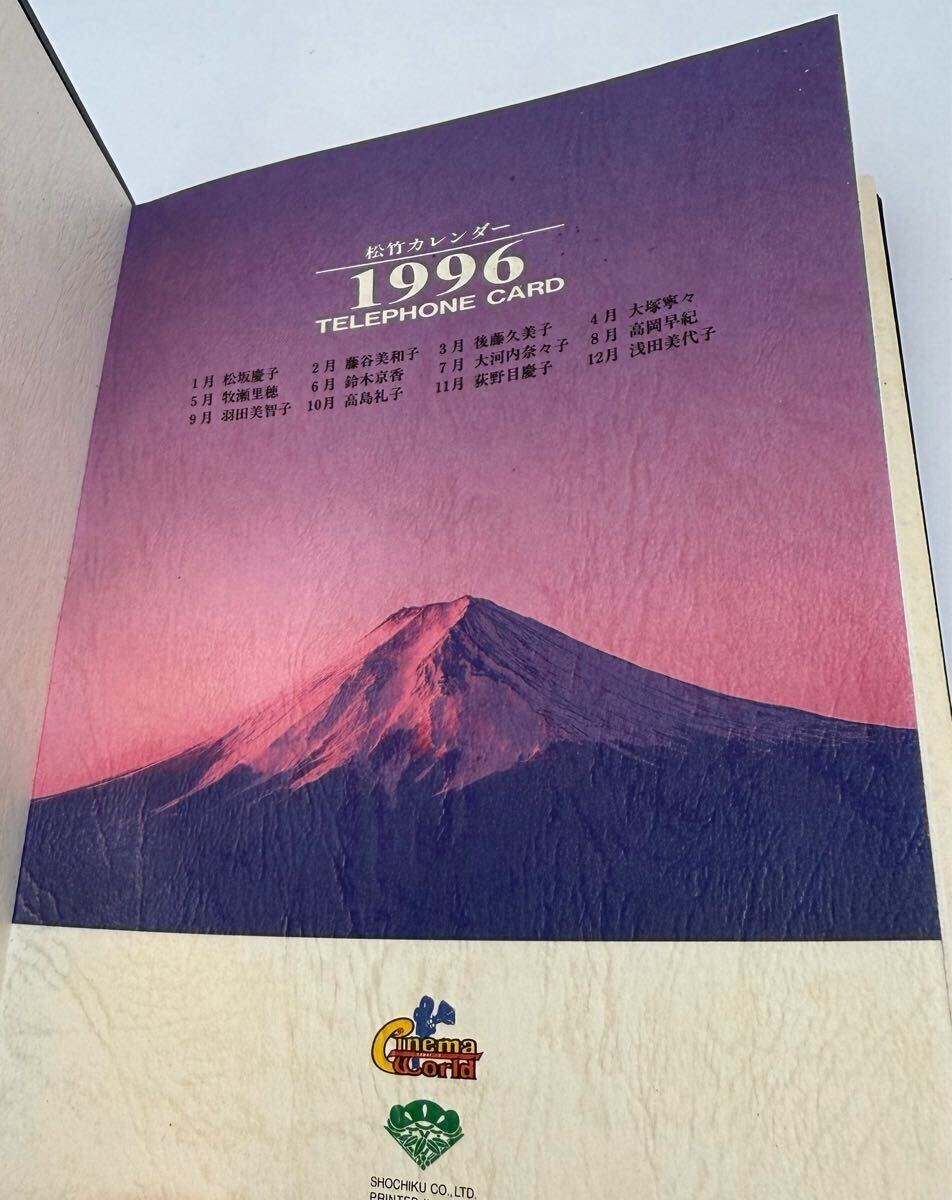 松竹カレンダー
1996
TELEPHONE CARD
1月 松坂慶子 2月 藤谷美和子 3月 後藤久美子 4月 大塚寧々
5月 牧瀬里穂 6月 鈴木京香 7月 大河内奈々子 8月 高岡早紀
9月 羽田美智子 10月 高島礼子 11月 荻野目慶子 12月 浅田美代子
Cinema
World
SHOCHIKU CO., LTD.
PRINTED